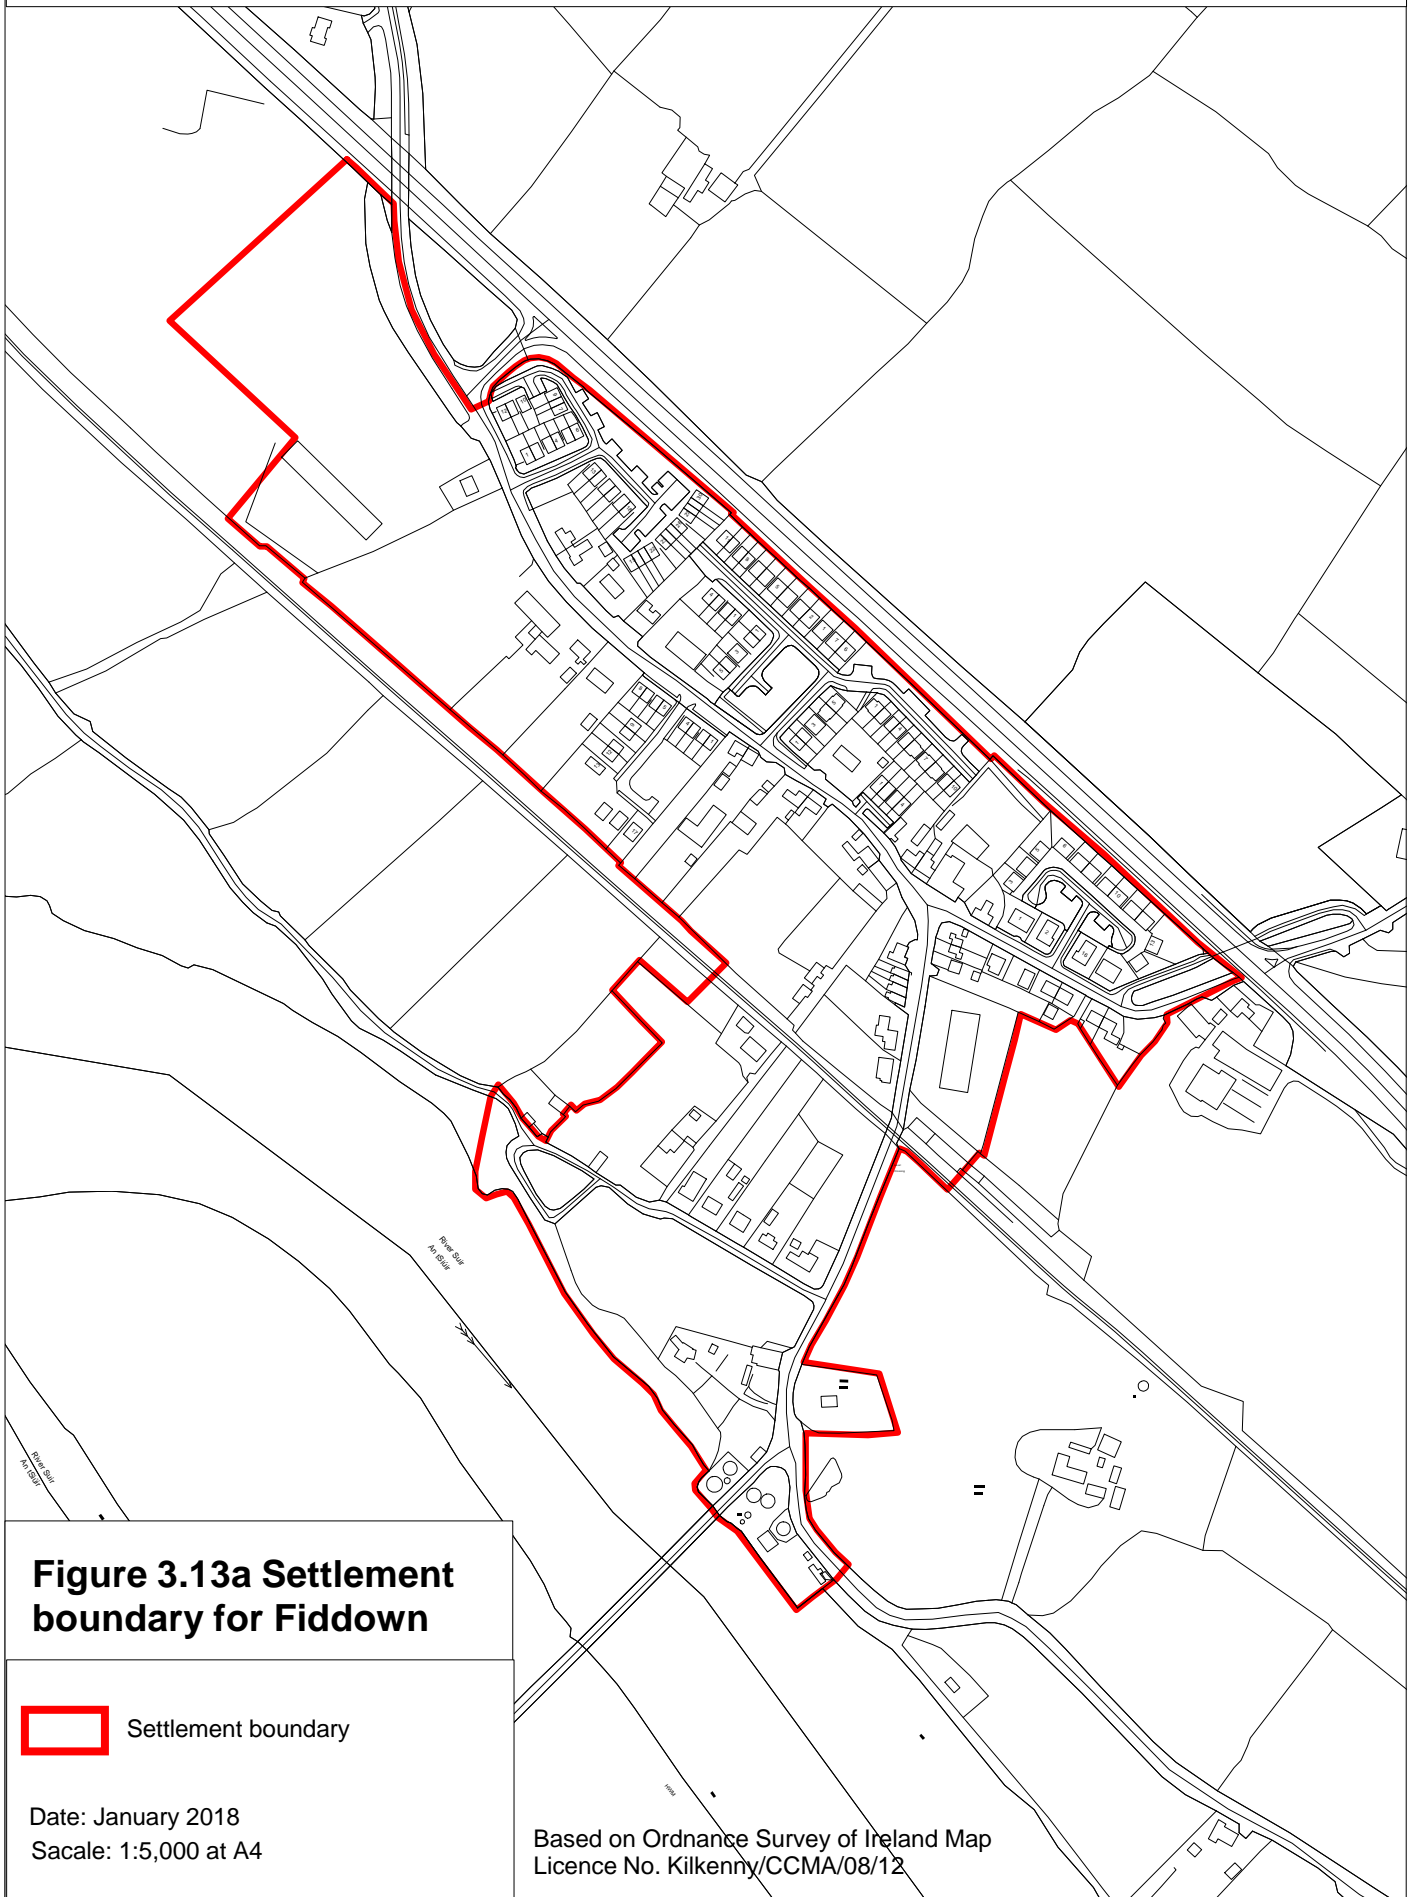 River Suir
An tSiúir
River Suir
An tSiúir
Figure 3.13a Settlement
boundary for Fiddown
Settlement boundary
HWM
Date: January 2018
Sacale: 1:5,000 at A4
Based on Ordnance Survey of Ireland Map
Licence No. Kilkenny/CCMA/08/12